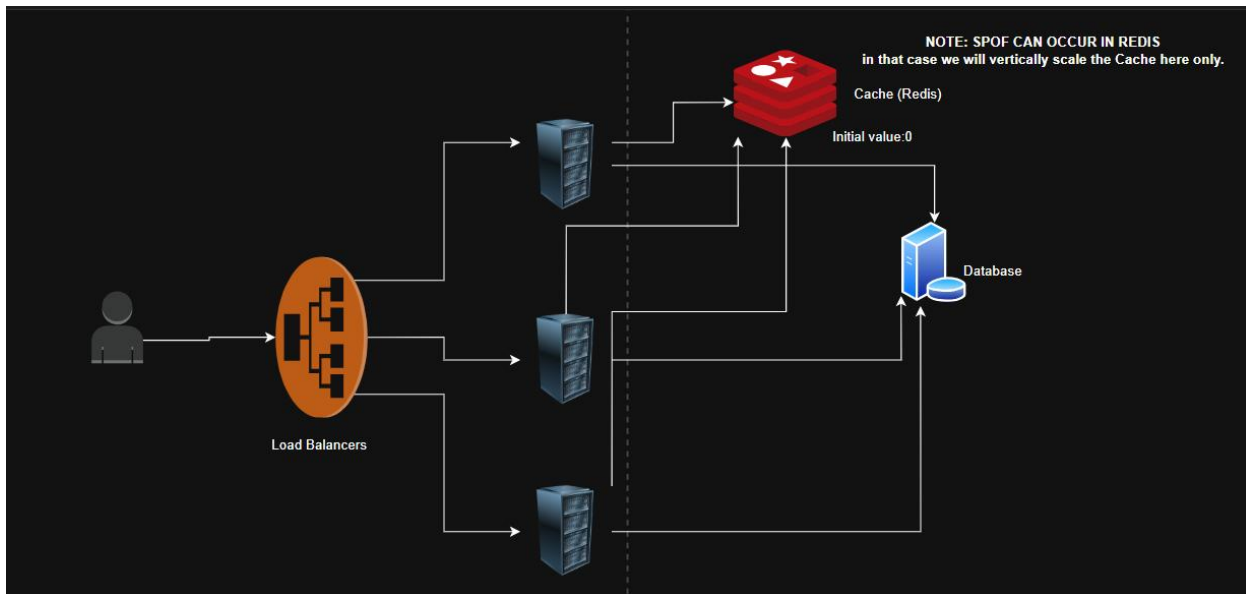 NOTE: SPOF CAN OCCUR IN REDIS
in that case we will vertically scale the Cache here only.
Cache (Redis)
Initial value:0
Database
Load Balancers